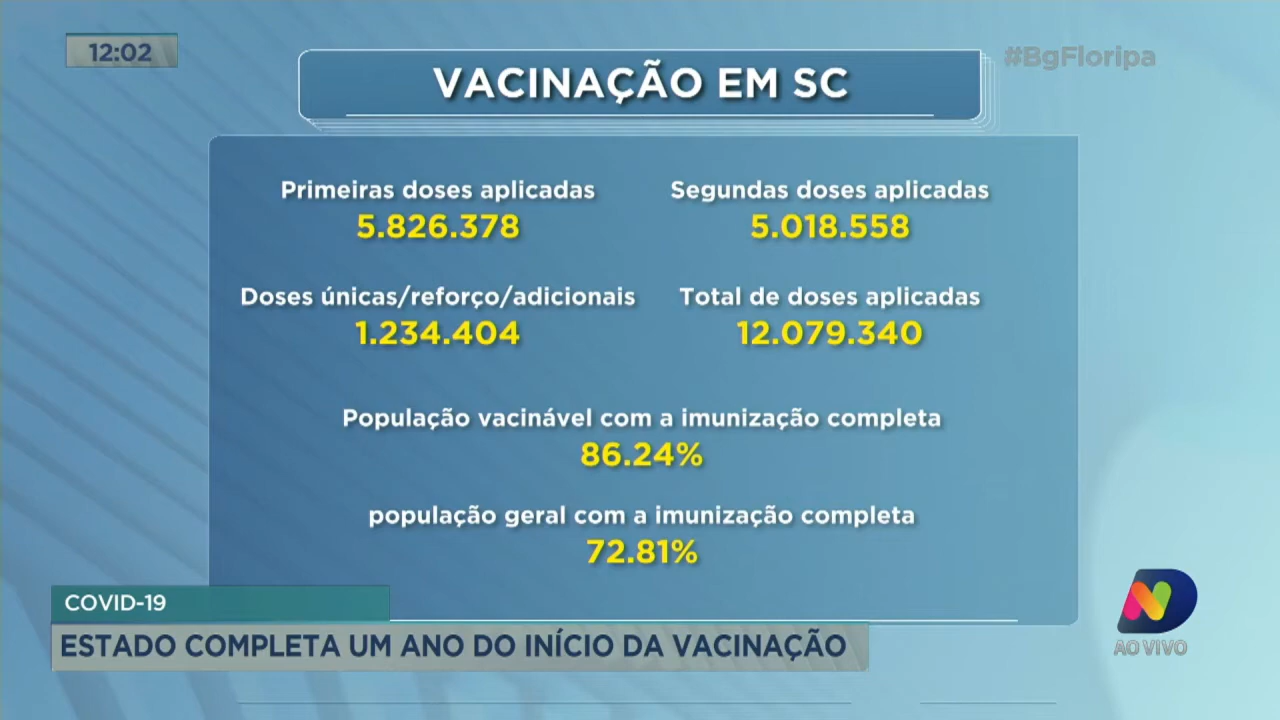 12:02
#BgFloripa
VACINAÇÃO EM SC
Primeiras doses aplicadas
5.826.378
Segundas doses aplicadas
5.018.558
Doses únicas/reforço/adicionais
1.234.404
Total de doses aplicadas
12.079.340
População vacinável com a imunização completa
86.24%
população geral com a imunização completa
72.81%
COVID-19
ESTADO COMPLETA UM ANO DO INÍCIO DA VACINAÇÃO
ND
AO VIVO